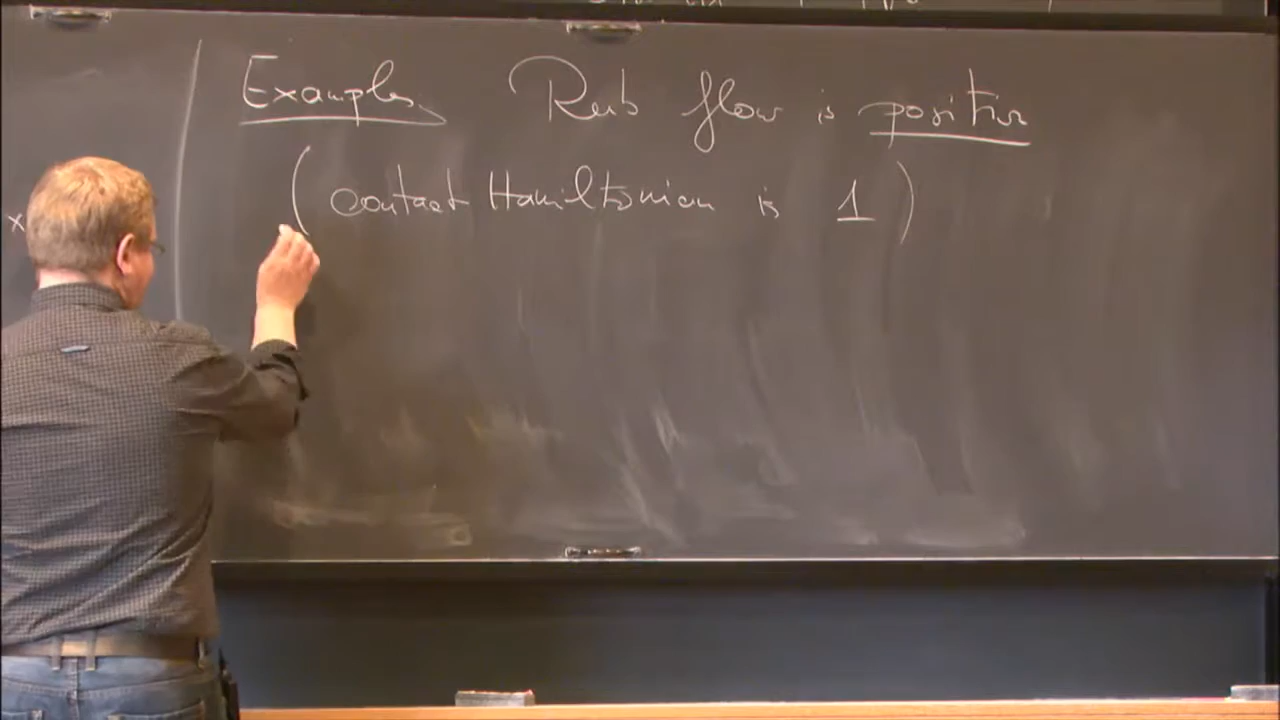 Examples Reeb flow is positive
(contact Hamiltonian is 1)
x